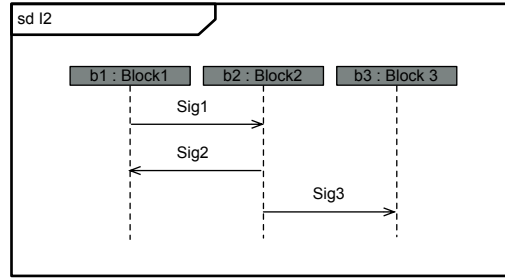 sd I2
b1 : Block1
b2 : Block2
b3 : Block 3
Sig1
Sig2
Sig3